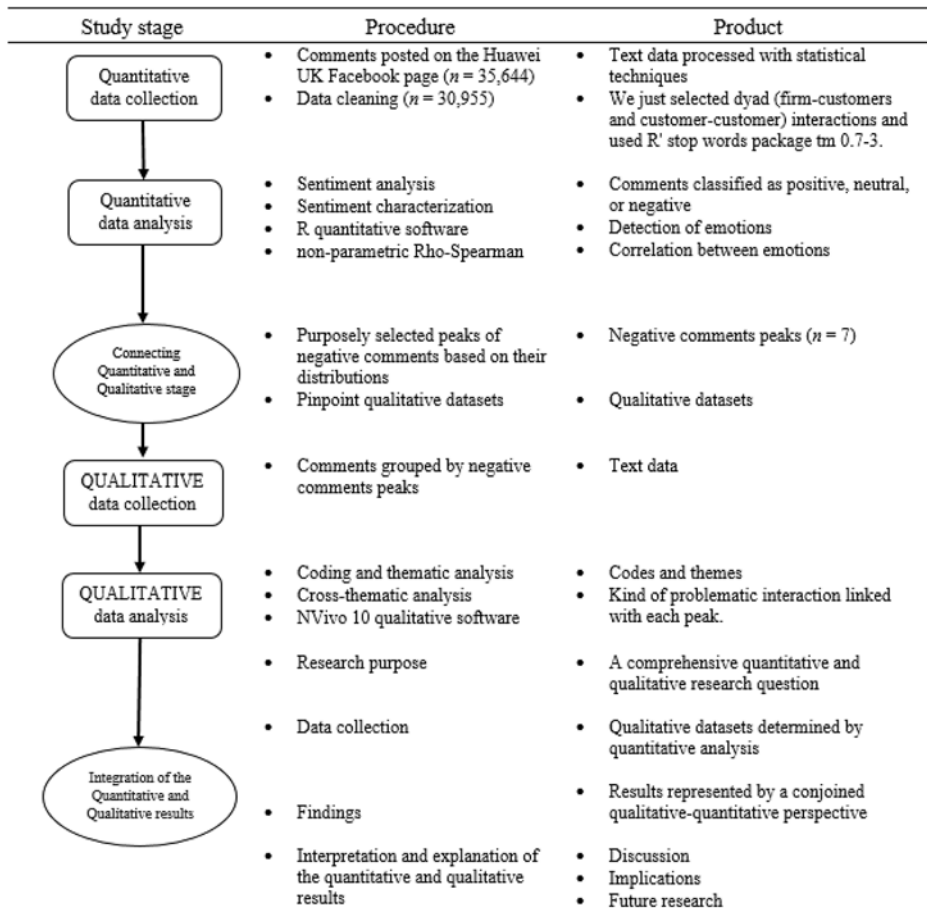 Study stage Procedure Product
Quantitative
data collection
• Comments posted on the Huawei
UK Facebook page (n = 35,644)
• Data cleaning (n = 30,955)
• Text data processed with statistical
techniques
• We just selected dyad (firm-customers
and customer-customer) interactions and
used R' stop words package tm 0.7-3.
Quantitative
data analysis
• Sentiment analysis
• Sentiment characterization
• R quantitative software
• non-parametric Rho-Spearman
• Comments classified as positive, neutral,
or negative
• Detection of emotions
• Correlation between emotions
Connecting
Quantitative and
Qualitative stage
• Purposely selected peaks of
negative comments based on their
distributions
• Pinpoint qualitative datasets
• Negative comments peaks (n = 7)
• Qualitative datasets
QUALITATIVE
data collection
• Comments grouped by negative
comments peaks
• Text data
QUALITATIVE
data analysis
• Coding and thematic analysis
• Cross-thematic analysis
• NVivo 10 qualitative software
• Codes and themes
• Kind of problematic interaction linked
with each peak.
Integration of the
Quantitative and
Qualitative results
• Research purpose
• Data collection
• Findings
• Interpretation and explanation of
the quantitative and qualitative
results
• A comprehensive quantitative and
qualitative research question
• Qualitative datasets determined by
quantitative analysis
• Results represented by a conjoined
qualitative-quantitative perspective
• Discussion
• Implications
• Future research